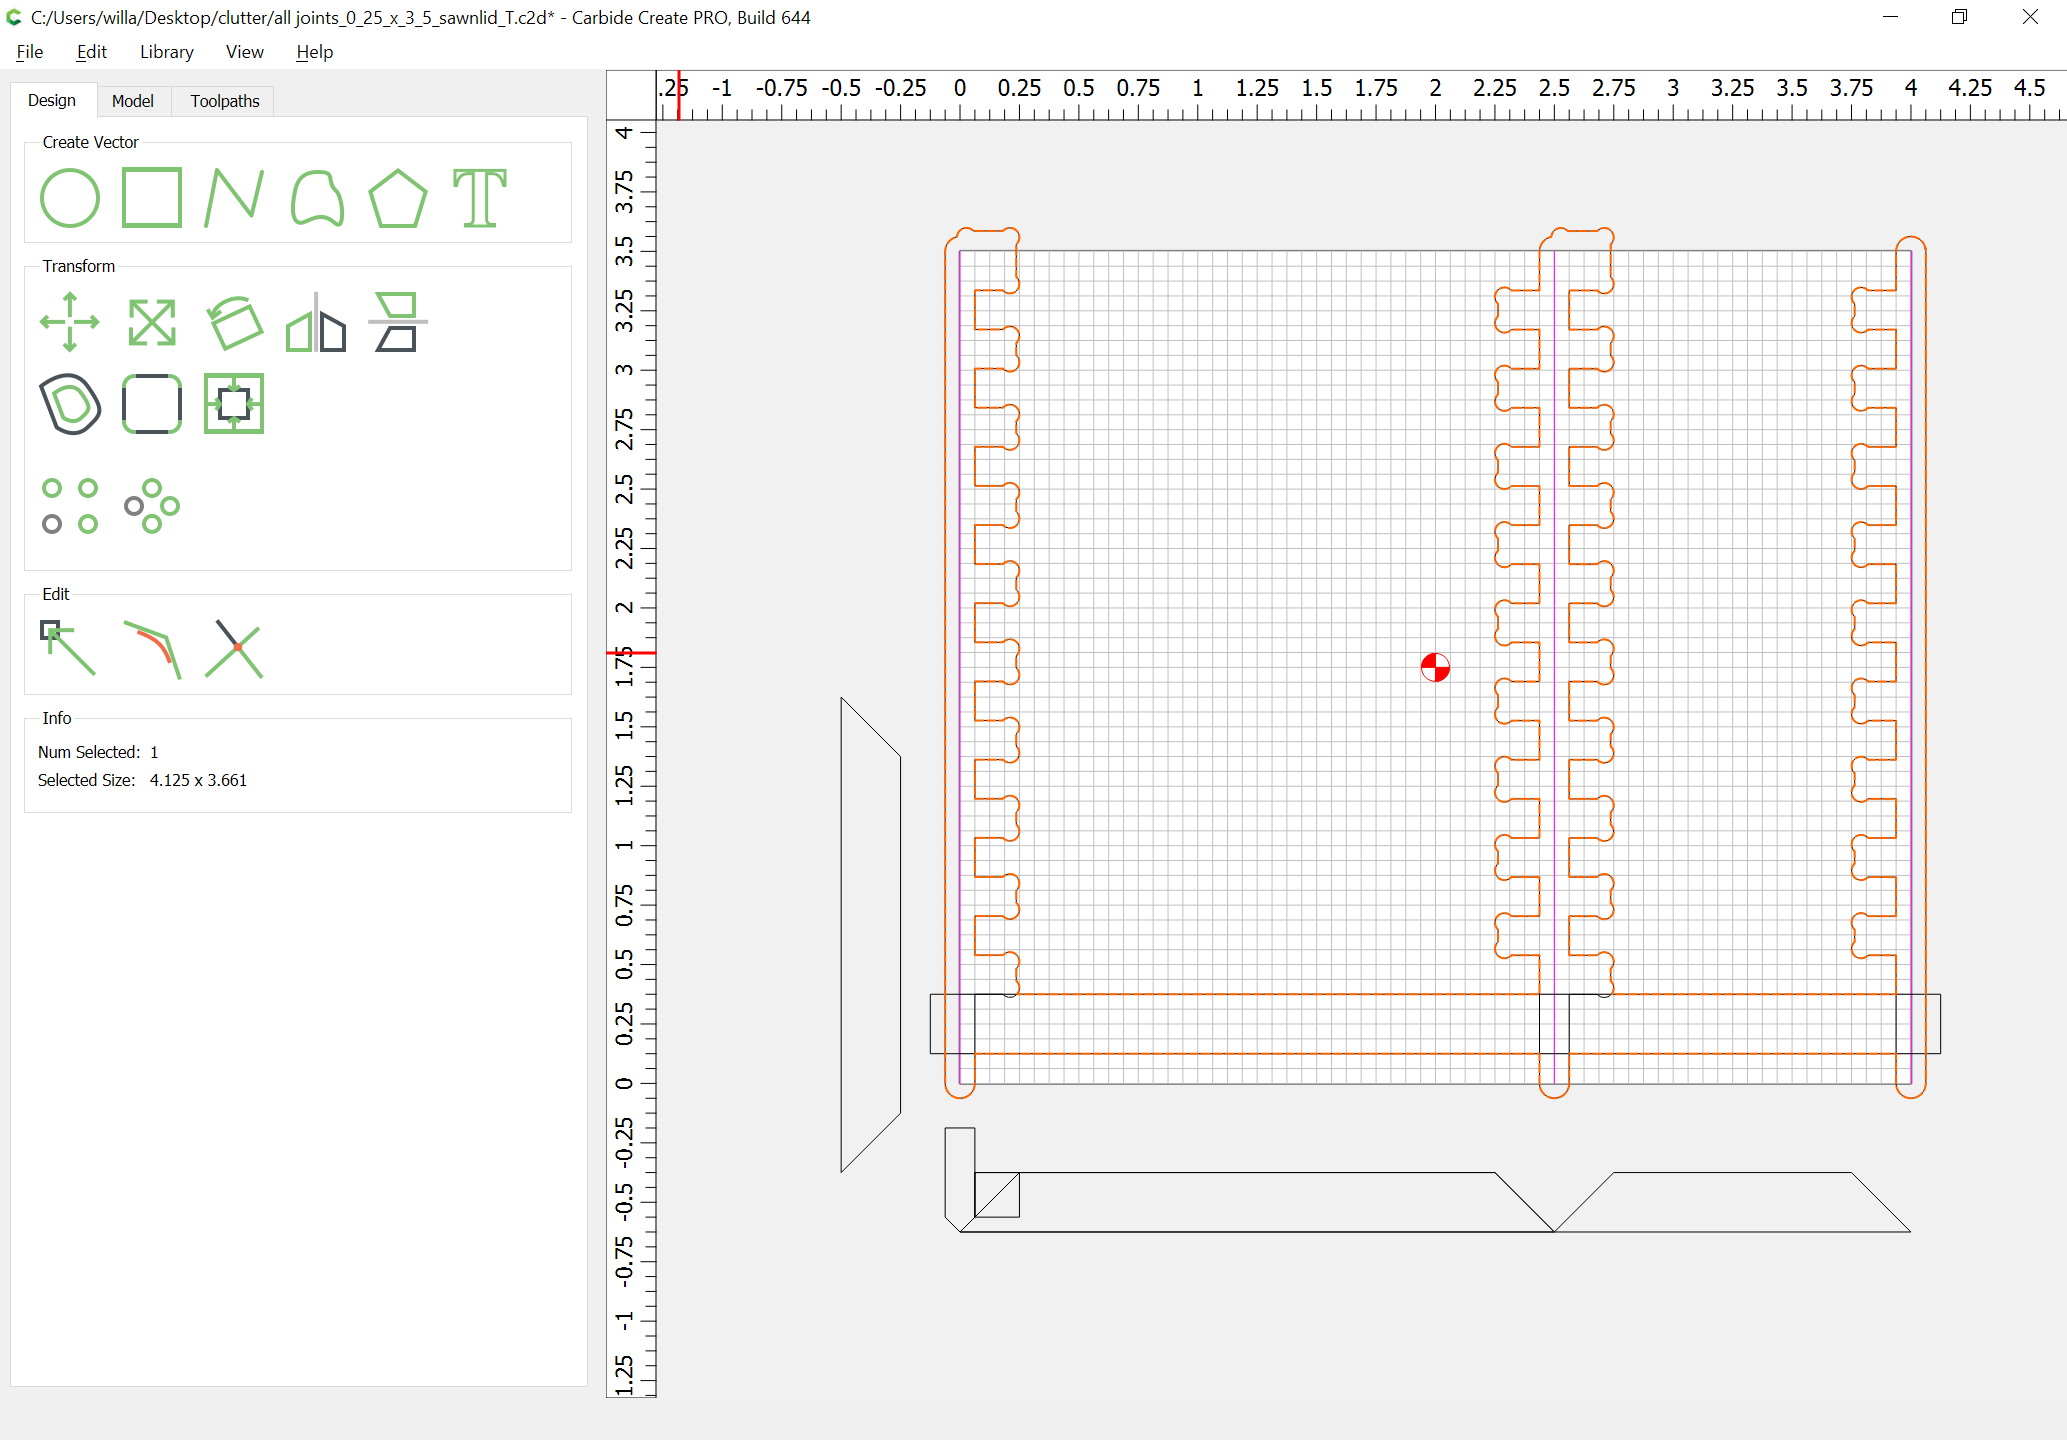 C:/Users/willa/Desktop/clutter/all joints_0_25_x_3_5_sawnlid_T.c2d* - Carbide Create PRO, Build 644
File Edit Library View Help
Design Model Toolpaths
Create Vector
Transform
Edit
Info
Num Selected: 1
Selected Size: 4.125 x 3.661
.25 -1 -0.75 -0.5 -0.25 0 0.25 0.5 0.75 1 1.25 1.5 1.75 2 2.25 2.5 2.75 3 3.25 3.5 3.75 4 4.25 4.5
4
3.75
3.5
3.25
3
2.75
2.5
2.25
2
1.75
1.5
1.25
1
0.75
0.5
0.25
0
-0.25
-0.5
-0.75
-1
1.25